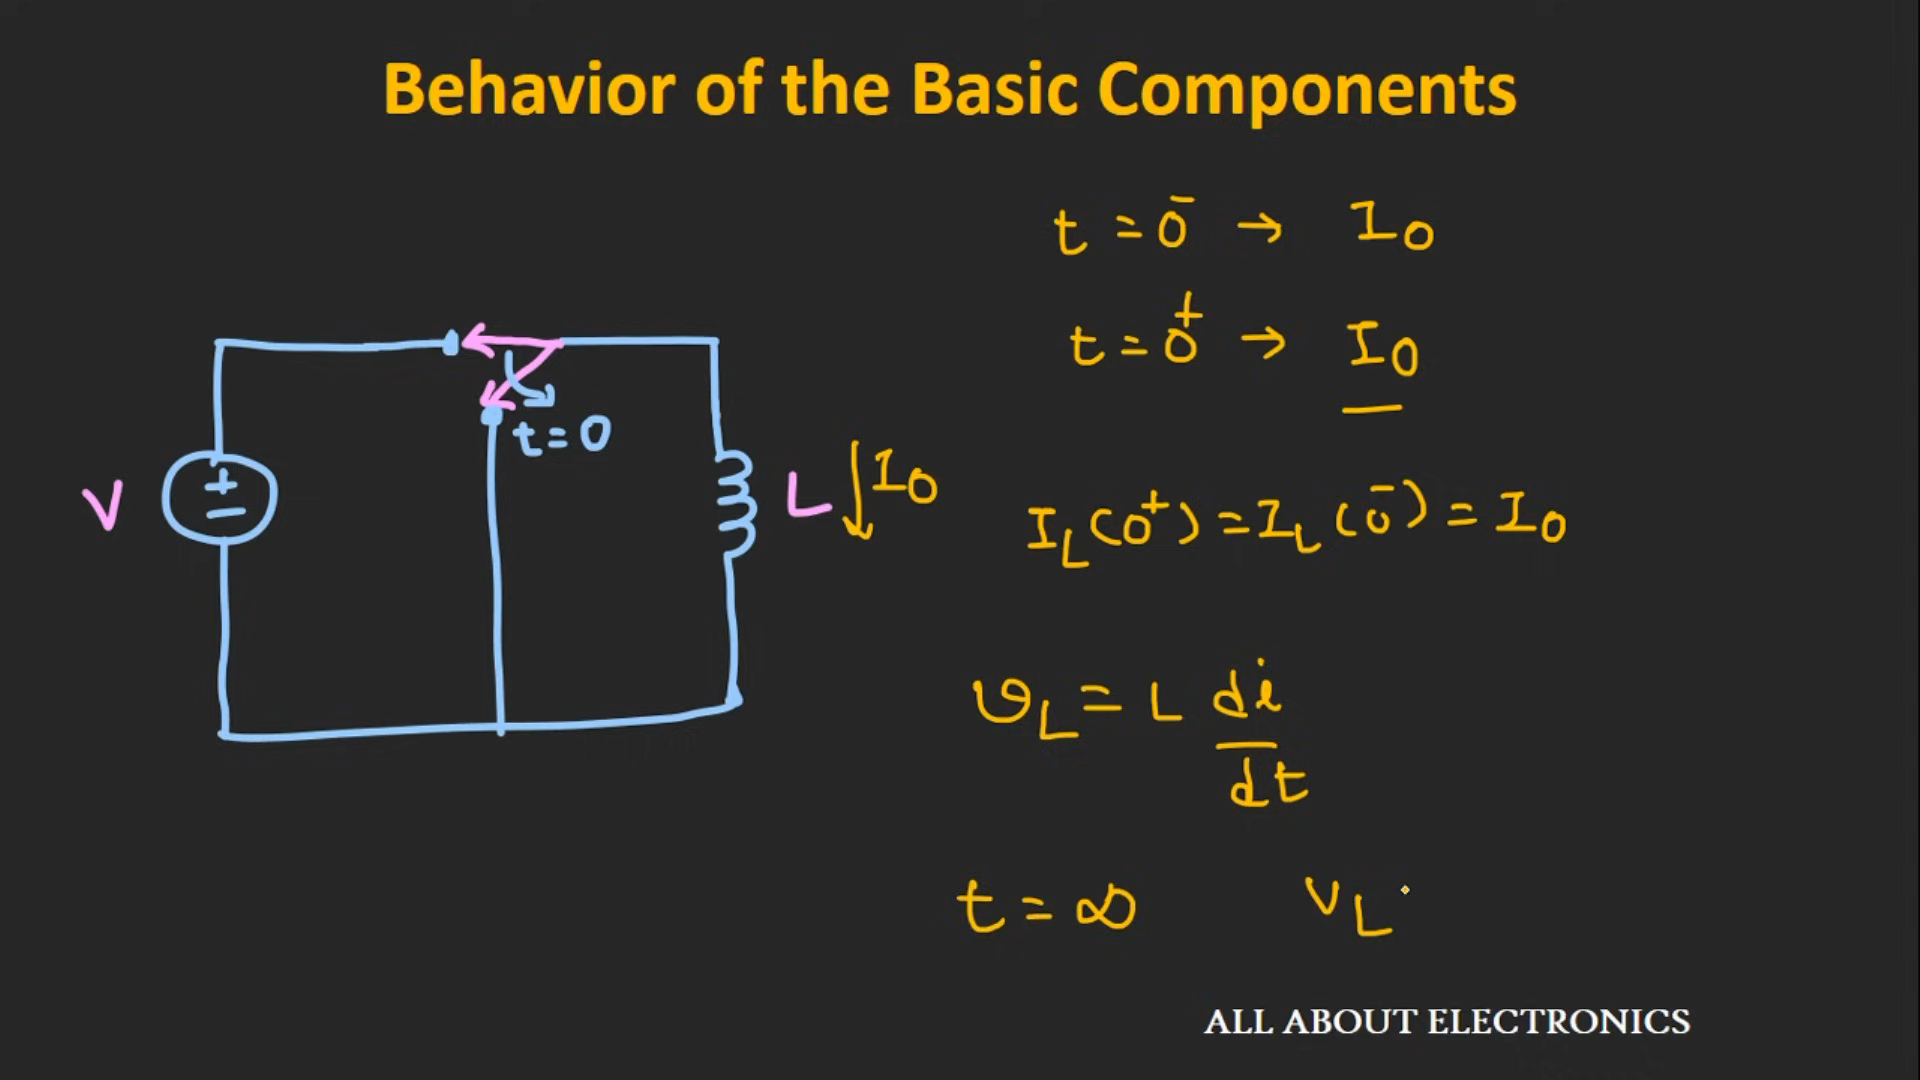 Behavior of the Basic Components
t = 0⁻ → I₀
t = 0⁺ → I₀
t = 0
V
+
−
L ↓ I₀
I_L(0⁺) = I_L(0⁻) = I₀
v_L = L di/dt
t = ∞ V_L
ALL ABOUT ELECTRONICS